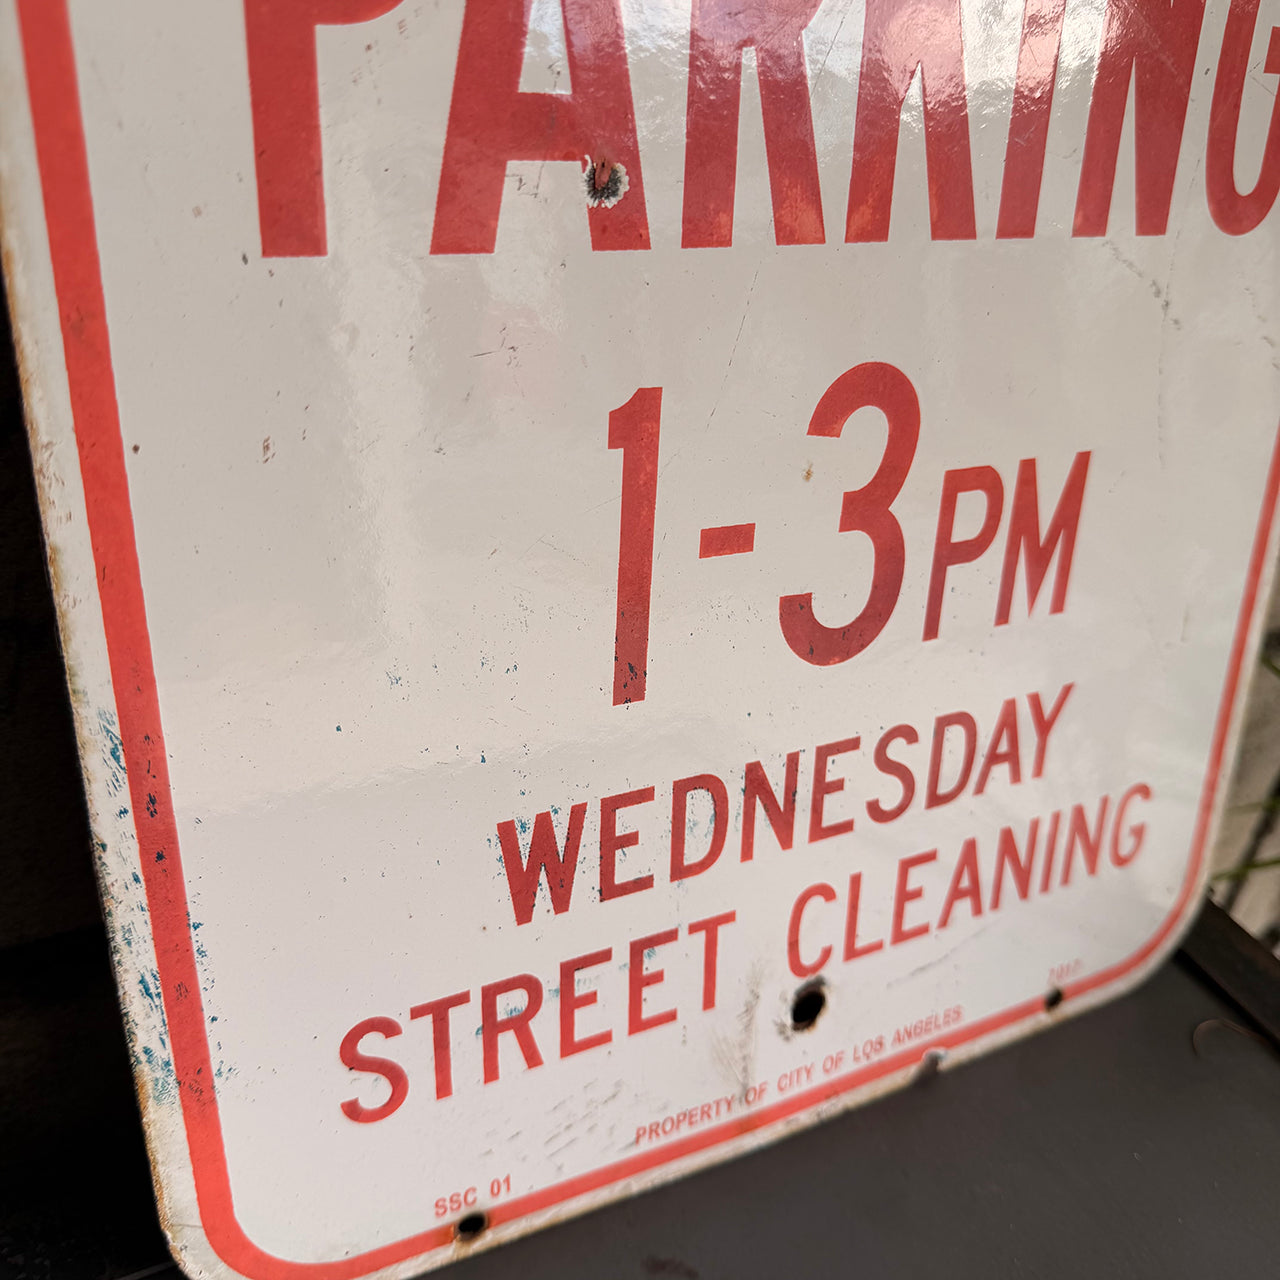 PARKING
1-3PM
WEDNESDAY
STREET CLEANING
PROPERTY OF CITY OF LOS ANGELES
SSC 01